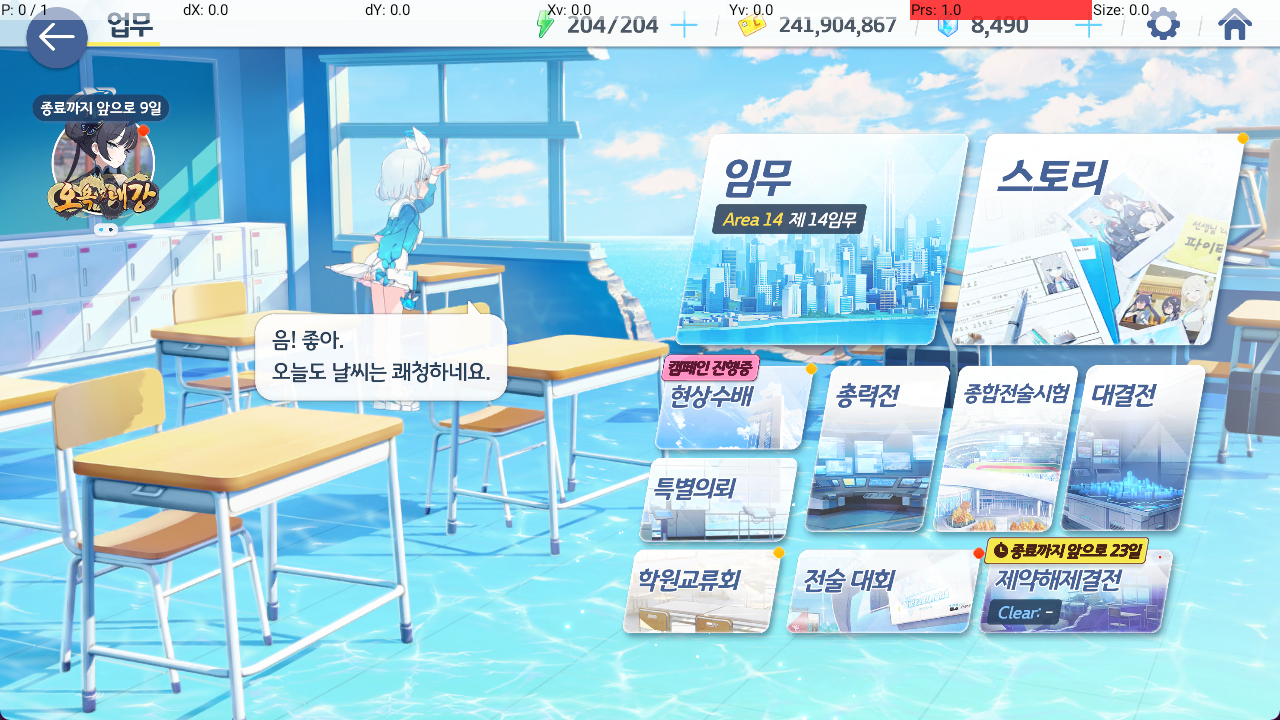 P: 0 / 1
dX: 0.0
dY: 0.0
Xv: 0.0
Yv: 0.0
Prs: 1.0
Size: 0.0
업무
204/204
241,904,867
8,490
종료까지 앞으로 9일
오욕의 대강
음! 좋아.
오늘도 날씨는 쾌청하네요.
임무
Area 14 제 14임무
스토리
캠페인 진행중
현상수배
총력전
종합전술시험
대결전
특별의뢰
학원교류회
전술 대회
종료까지 앞으로 23일
제약해제결전
Clear: -